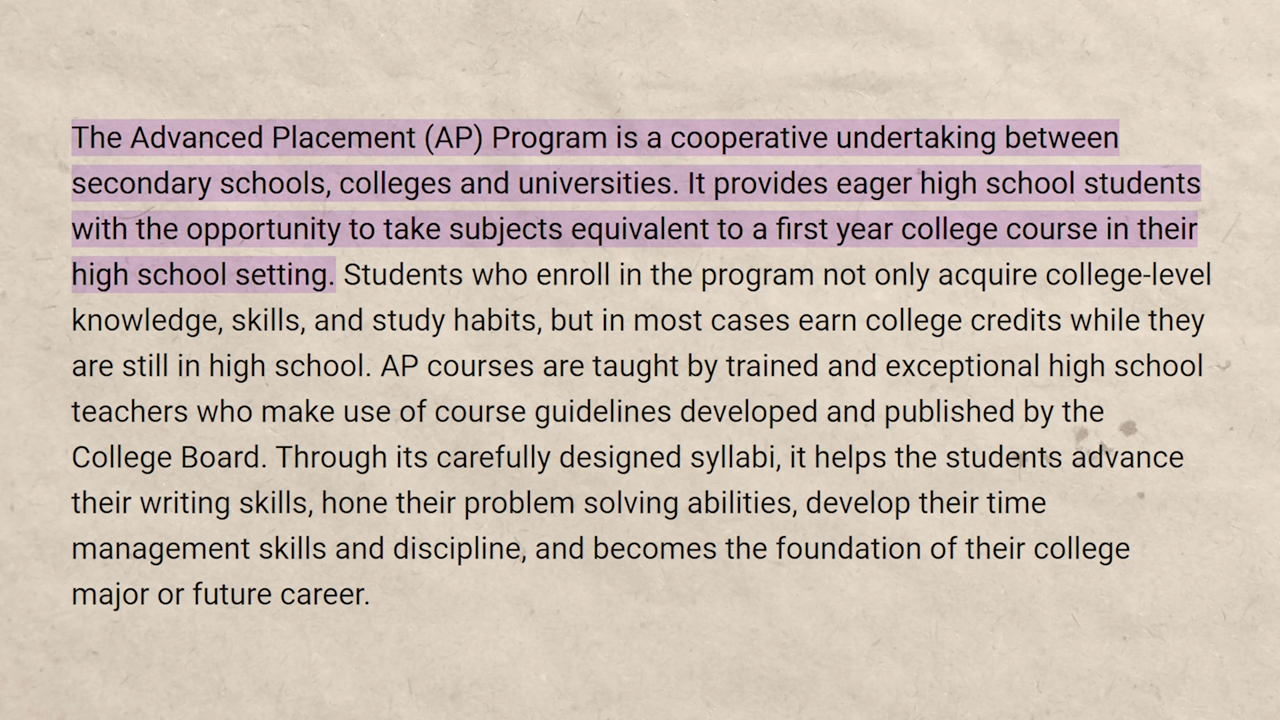 The Advanced Placement (AP) Program is a cooperative undertaking between
secondary schools, colleges and universities. It provides eager high school students
with the opportunity to take subjects equivalent to a first year college course in their
high school setting. Students who enroll in the program not only acquire college-level
knowledge, skills, and study habits, but in most cases earn college credits while they
are still in high school. AP courses are taught by trained and exceptional high school
teachers who make use of course guidelines developed and published by the
College Board. Through its carefully designed syllabi, it helps the students advance
their writing skills, hone their problem solving abilities, develop their time
management skills and discipline, and becomes the foundation of their college
major or future career.